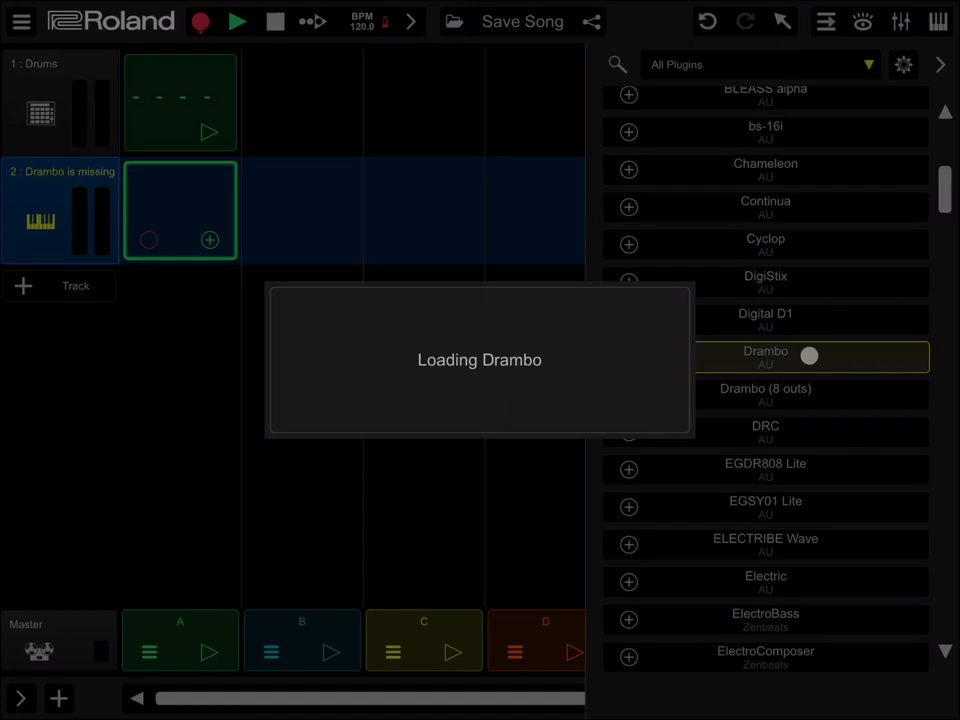 Roland
BPM
120.0
Save Song
1 : Drums
2 : Drambo is missing
Track
Loading Drambo
All Plugins
BLEASS alpha
AU
bs-16i
AU
Chameleon
AU
Continua
AU
Cyclop
AU
DigiStix
AU
Digital D1
AU
Drambo
AU
Drambo (8 outs)
AU
DRC
AU
EGDR808 Lite
AU
EGSY01 Lite
AU
ELECTRIBE Wave
AU
Electric
AU
ElectroBass
Zenbeats
ElectroComposer
Zenbeats
Master
A
B
C
D